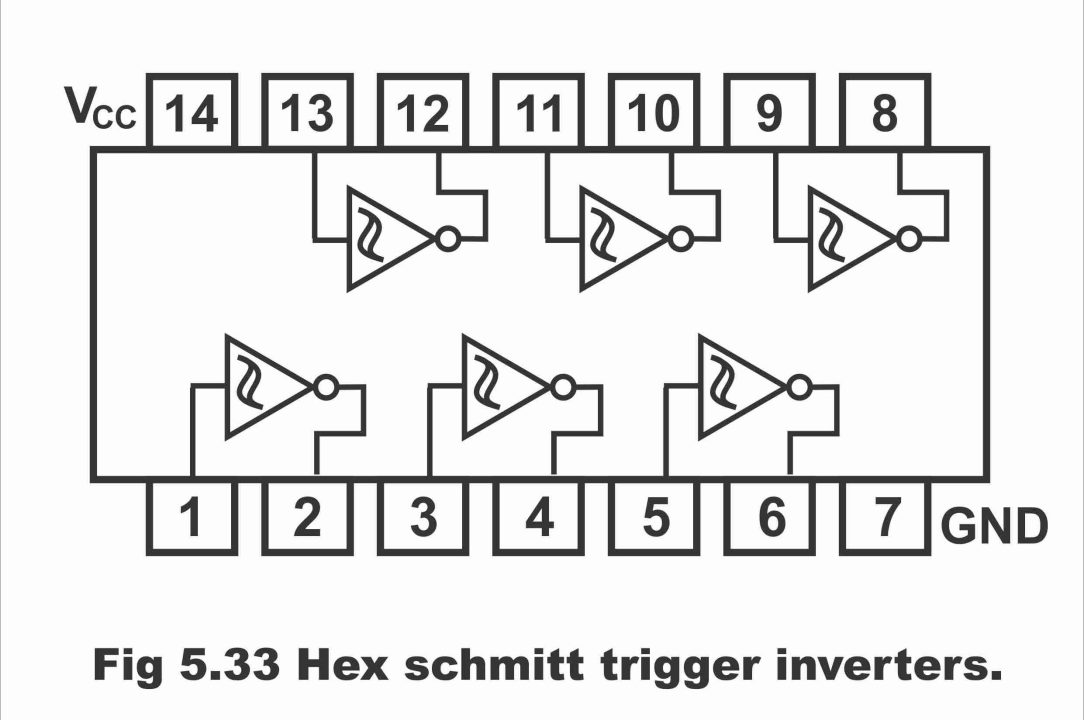 VCC 14 13 12 11 10 9 8
1 2 3 4 5 6 7 GND
Fig 5.33 Hex schmitt trigger inverters.